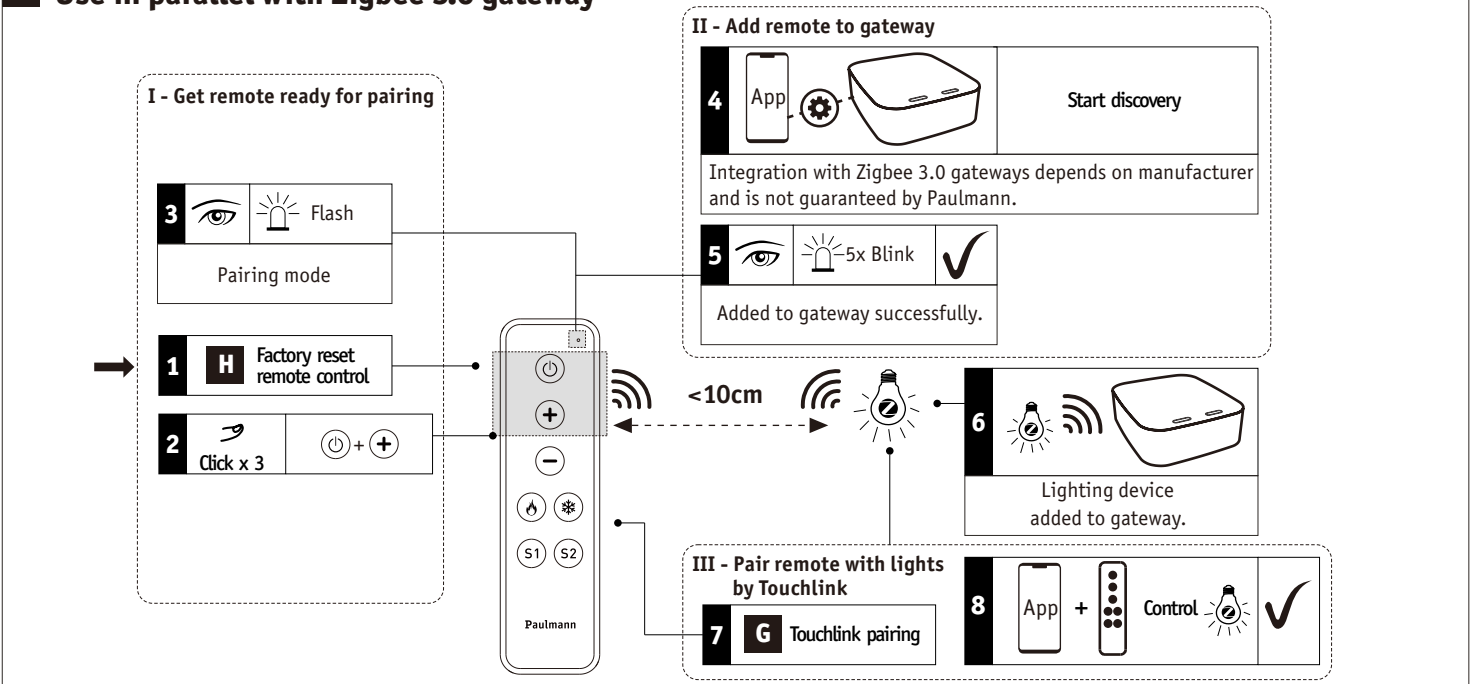 Use in parallel with Zigbee 3.0 gateway
I - Get remote ready for pairing
3 Flash
Pairing mode
1 H Factory reset
remote control
2 Click x 3 +
II - Add remote to gateway
4 App Start discovery
Integration with Zigbee 3.0 gateways depends on manufacturer
and is not guaranteed by Paulmann.
5 5x Blink
Added to gateway successfully.
<10cm
S1 S2
Paulmann
6
Z
Lighting device
added to gateway.
III - Pair remote with lights
by Touchlink
7 G Touchlink pairing
8 App + Control